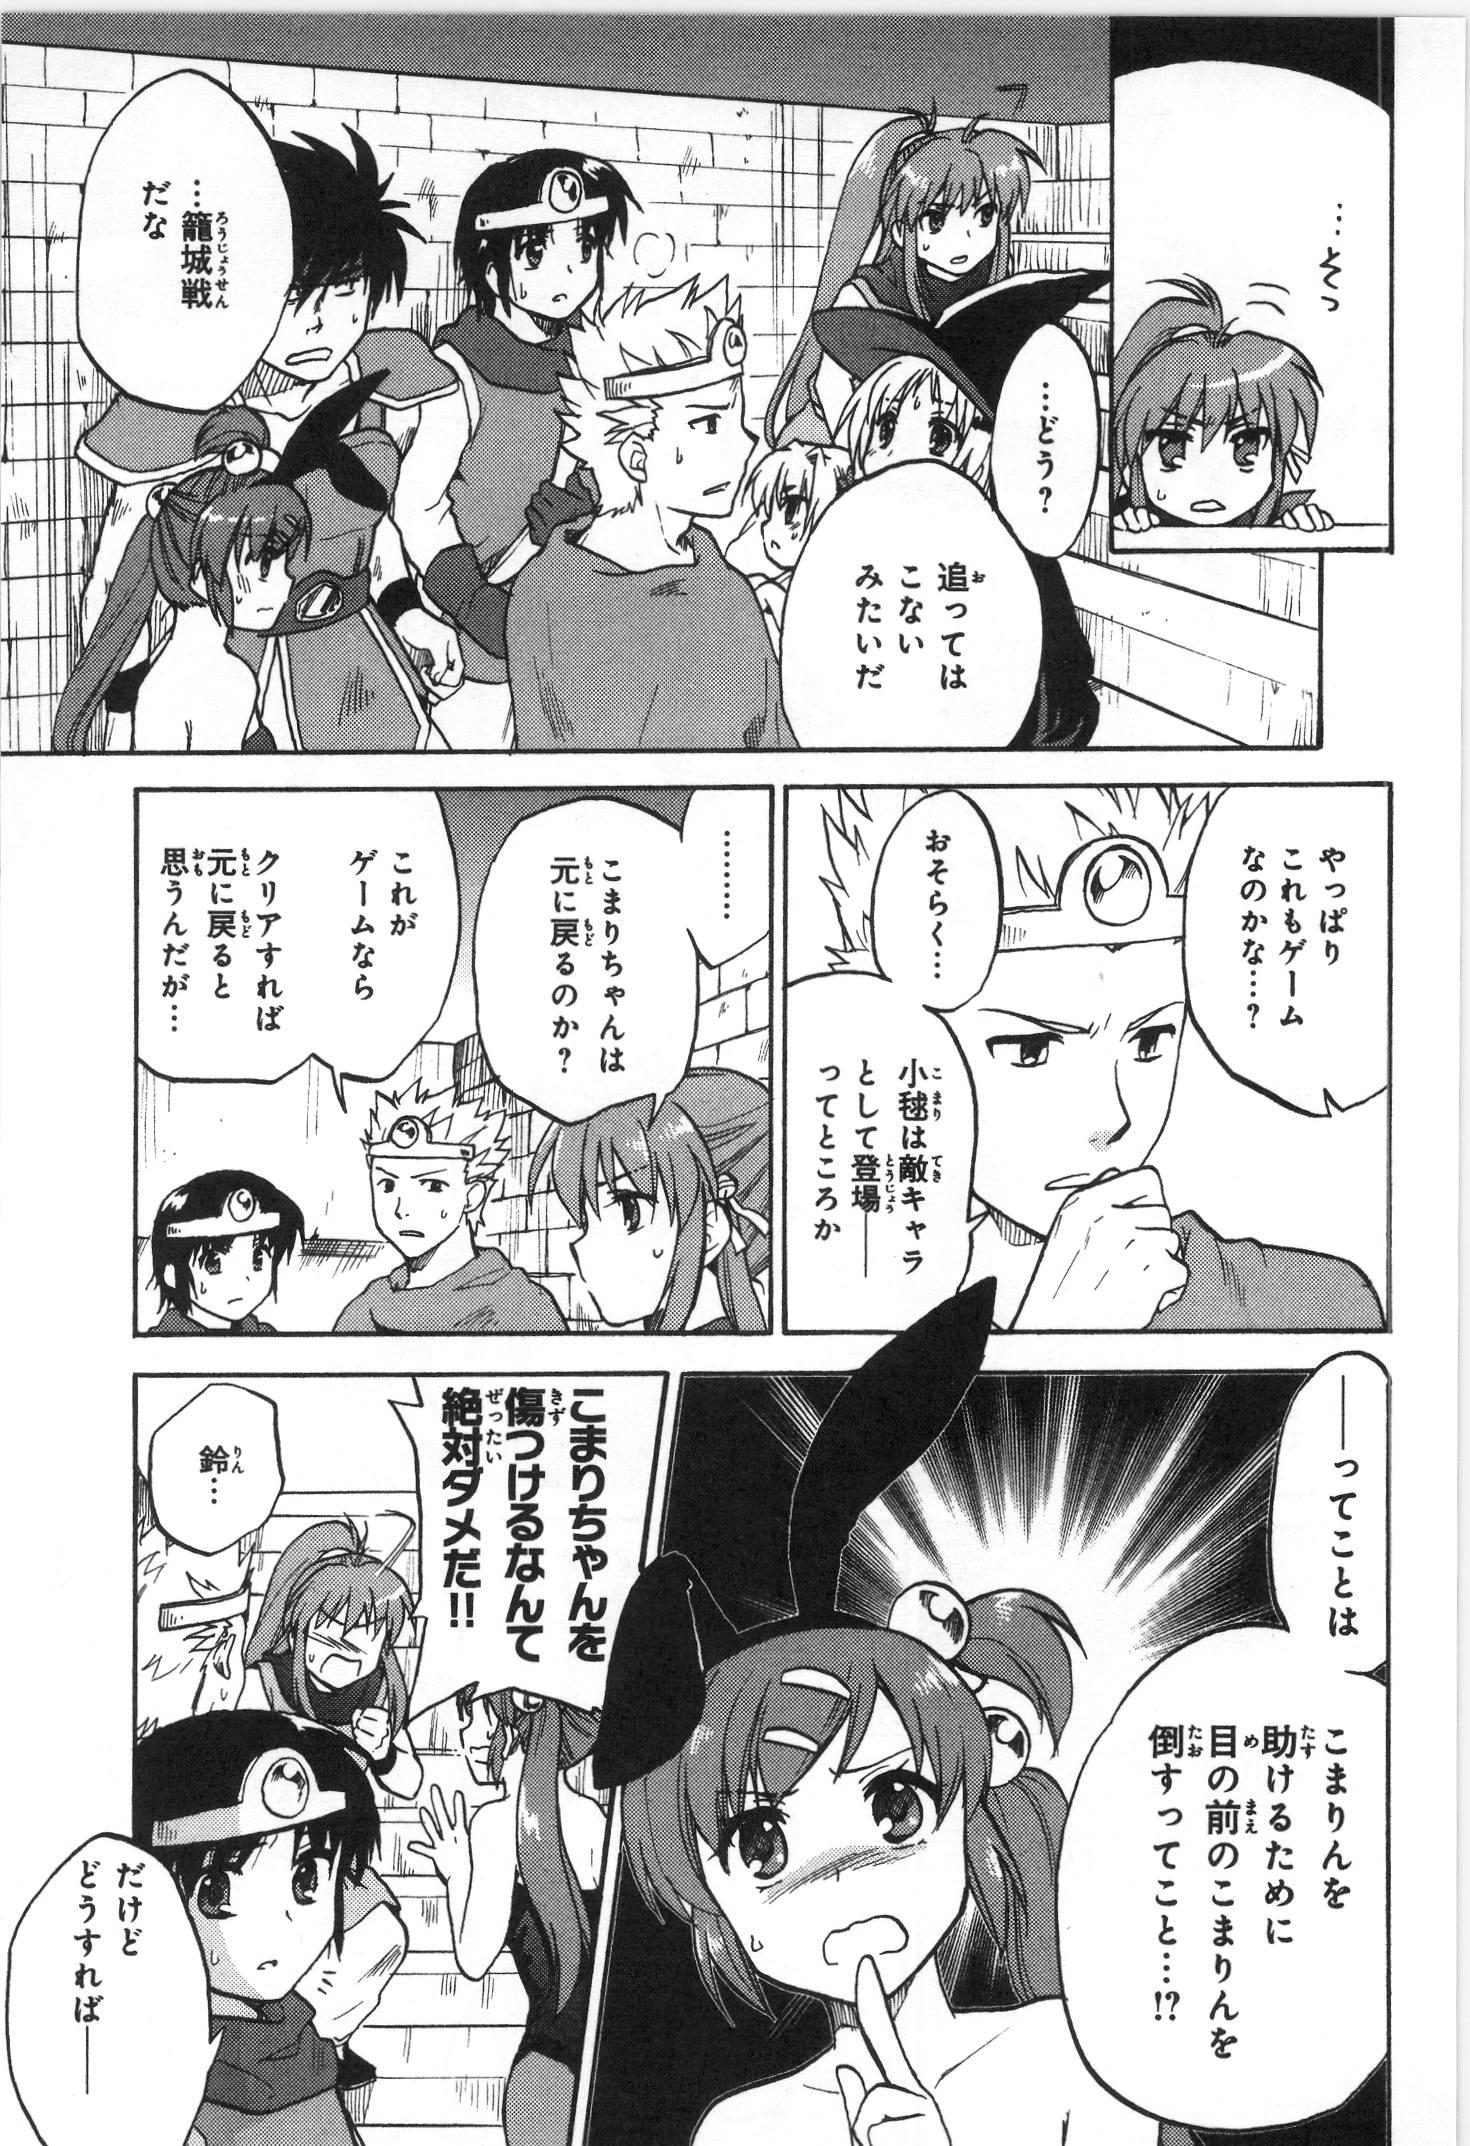 …そっ
…どう？
追っては
こない
みたいだ
…籠城戦
だな
やっぱり
これもゲーム
なのかな…？
おそらく…
小毬は敵キャラ
として登場――
ってところか
………
こまりちゃんは
元に戻るのか？
これが
ゲームなら
クリアすれば
元に戻ると
思うんだが…
――ってことは
こまりんを
助けるために
目の前のこまりんを
倒すってこと…!?
こまりちゃんを
傷つけるなんて
絶対ダメだ!!
鈴…
だけど
どうすれば――